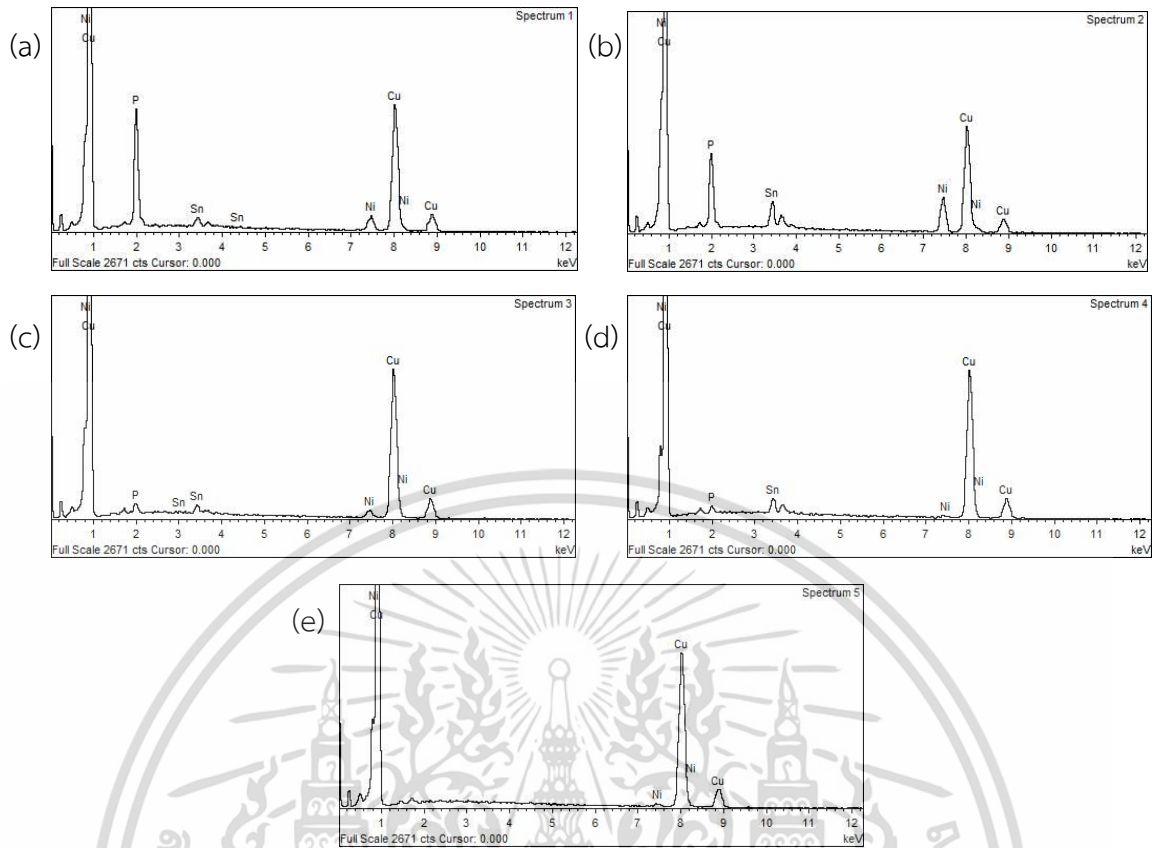 (a)
Spectrum 1
Ni
Cu
P
Sn
Sn
Ni
Cu
Ni
Cu
1 2 3 4 5 6 7 8 9 10 11 12
Full Scale 2671 cts Cursor: 0.000 keV
(b)
Spectrum 2
Ni
Cu
P
Sn
Ni
Cu
Ni
Cu
1 2 3 4 5 6 7 8 9 10 11 12
Full Scale 2671 cts Cursor: 0.000 keV
(c)
Spectrum 3
Ni
Cu
P
Sn
Sn
Ni
Cu
Ni
Cu
1 2 3 4 5 6 7 8 9 10 11 12
Full Scale 2671 cts Cursor: 0.000 keV
(d)
Spectrum 4
Ni
Cu
P
Sn
Ni
Cu
Ni
Cu
1 2 3 4 5 6 7 8 9 10 11 12
Full Scale 2671 cts Cursor: 0.000 keV
(e)
Spectrum 5
Ni
Cu
Ni
Cu
Ni
Cu
1 2 3 4 5 6 7 8 9 10 11 12
Full Scale 2671 cts Cursor: 0.000 keV